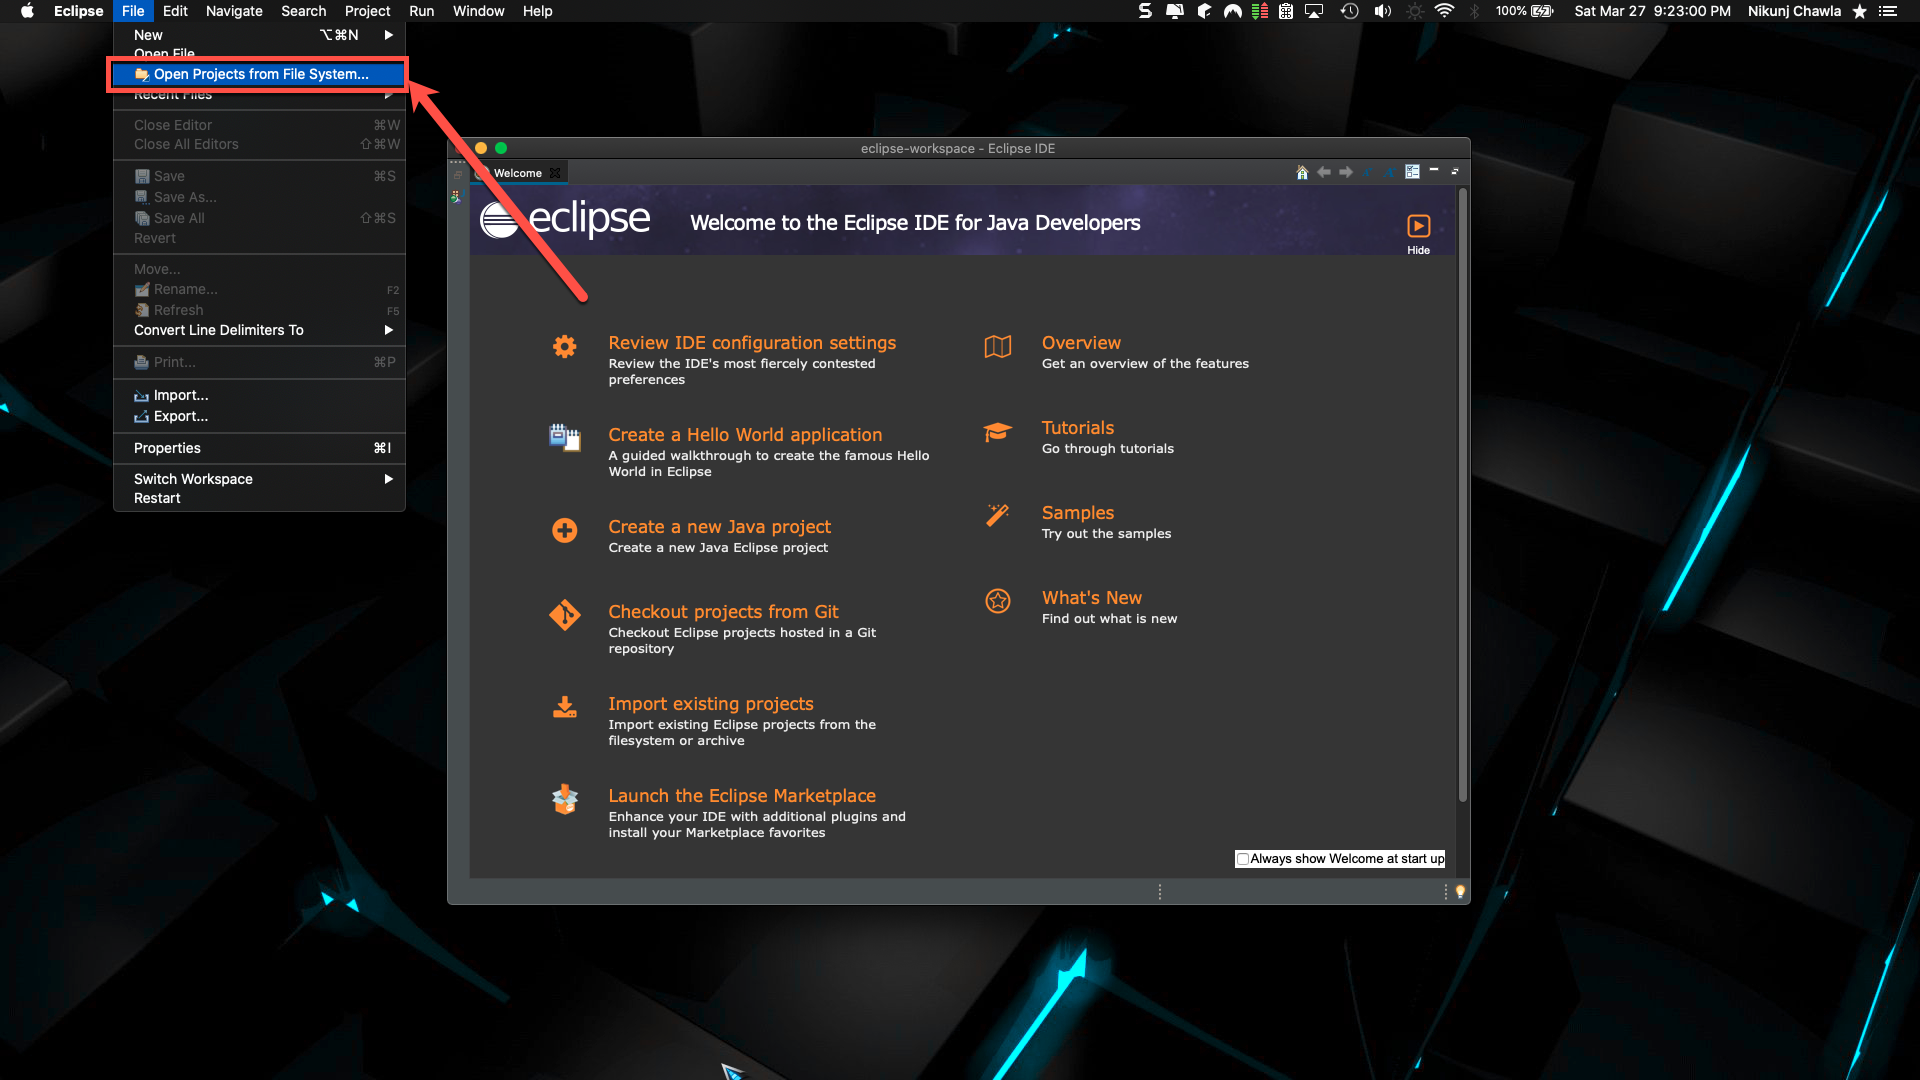 Eclipse File Edit Navigate Search Project Run Window Help 100% Sat Mar 27 9:23:00 PM Nikunj Chawla
New ⌥⌘N
Open File
Open Projects from File System...
Recent Files
Close Editor ⌘W
Close All Editors ⇧⌘W
Save ⌘S
Save As...
Save All ⇧⌘S
Revert
Move...
Rename... F2
Refresh F5
Convert Line Delimiters To
Print... ⌘P
Import...
Export...
Properties ⌘I
Switch Workspace
Restart
eclipse-workspace - Eclipse IDE
Welcome
eclipse
Welcome to the Eclipse IDE for Java Developers
Hide
Review IDE configuration settings
Review the IDE's most fiercely contested
preferences
Create a Hello World application
A guided walkthrough to create the famous Hello
World in Eclipse
Create a new Java project
Create a new Java Eclipse project
Checkout projects from Git
Checkout Eclipse projects hosted in a Git
repository
Import existing projects
Import existing Eclipse projects from the
filesystem or archive
Launch the Eclipse Marketplace
Enhance your IDE with additional plugins and
install your Marketplace favorites
Overview
Get an overview of the features
Tutorials
Go through tutorials
Samples
Try out the samples
What's New
Find out what is new
Always show Welcome at start up